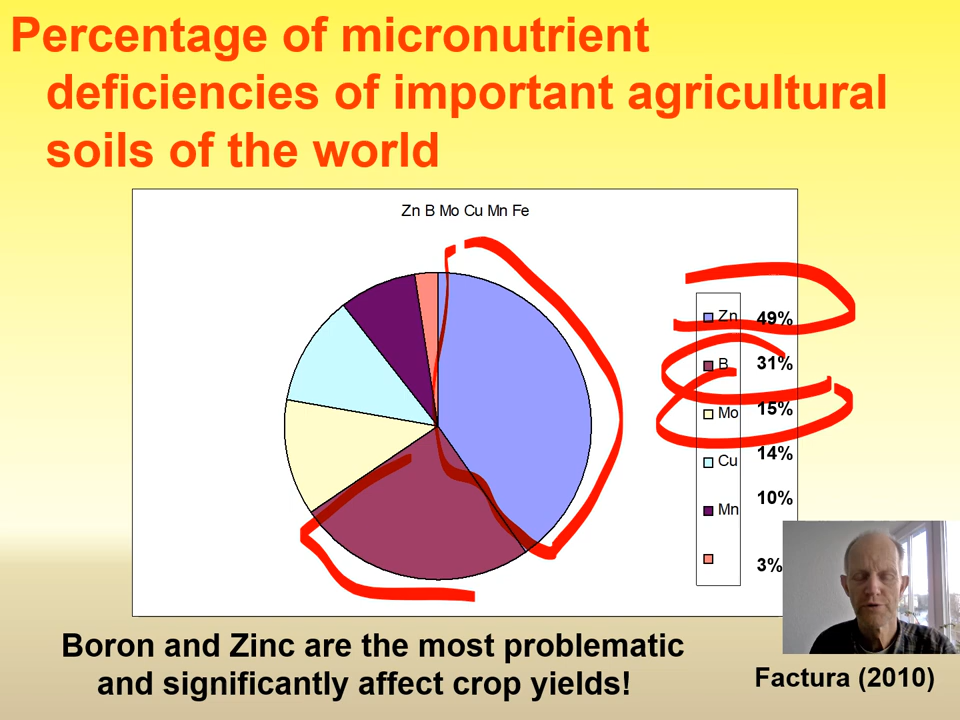 Percentage of micronutrient
deficiencies of important agricultural
soils of the world
Zn B Mo Cu Mn Fe
Zn 49%
B 31%
Mo 15%
Cu 14%
Mn 10%
3%
Boron and Zinc are the most problematic
and significantly affect crop yields!
Factura (2010)